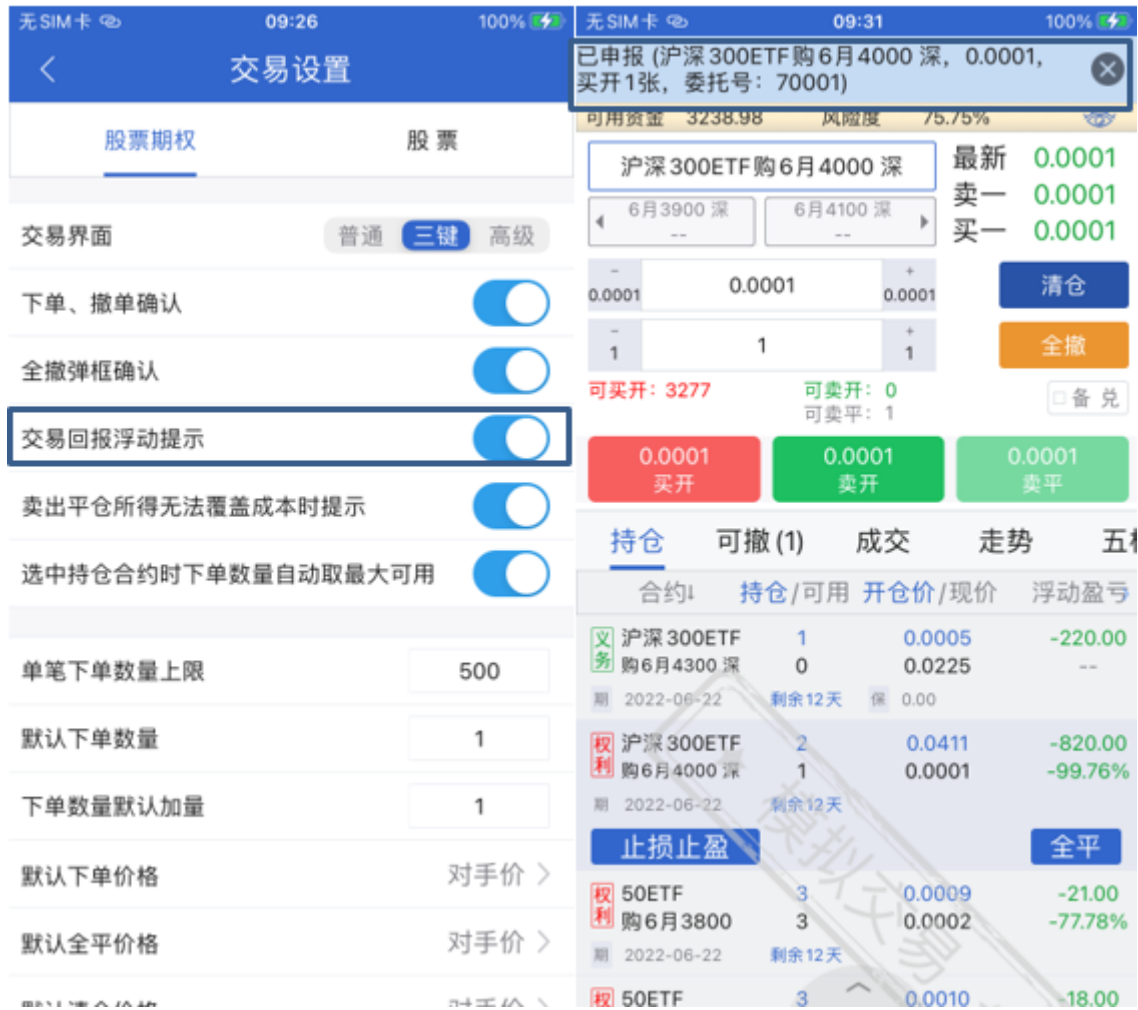 无SIM卡 09:26 100%
交易设置
股票期权 股票
交易界面 普通 三键 高级
下单、撤单确认
全撤弹框确认
交易回报浮动提示
卖出平仓所得无法覆盖成本时提示
选中持仓合约时下单数量自动取最大可用
单笔下单数量上限 500
默认下单数量 1
下单数量默认加量 1
默认下单价格 对手价
默认全平价格 对手价
无SIM卡 09:31 100%
已申报 (沪深300ETF购6月4000 深, 0.0001,
买开1张, 委托号: 70001)
可用资金 3238.98 风险度 75.75%
沪深300ETF购6月4000 深 最新 0.0001
卖一 0.0001
6月3900 深 6月4100 深
-- --
买一 0.0001
- 0.0001 0.0001 + 0.0001 清仓
- 1 1 + 1 全撤
可买开: 3277 可卖开: 0
可卖平: 1 备兑
0.0001 0.0001 0.0001
买开 卖开 卖平
持仓 可撤(1) 成交 走势
合约↓ 持仓/可用 开仓价/现价 浮动盈亏
义务 沪深300ETF 1 0.0005 -220.00
购6月4300 深 0 0.0225 --
期 2022-06-22 剩余12天 保 0.00
权利 沪深300ETF 2 0.0411 -820.00
购6月4000 深 1 0.0001 -99.76%
期 2022-06-22 剩余12天
止损止盈 全平
权利 50ETF 3 0.0009 -21.00
购6月3800 3 0.0002 -77.78%
期 2022-06-22 剩余12天
权利 50ETF 3 0.0010 -18.00
模拟交易